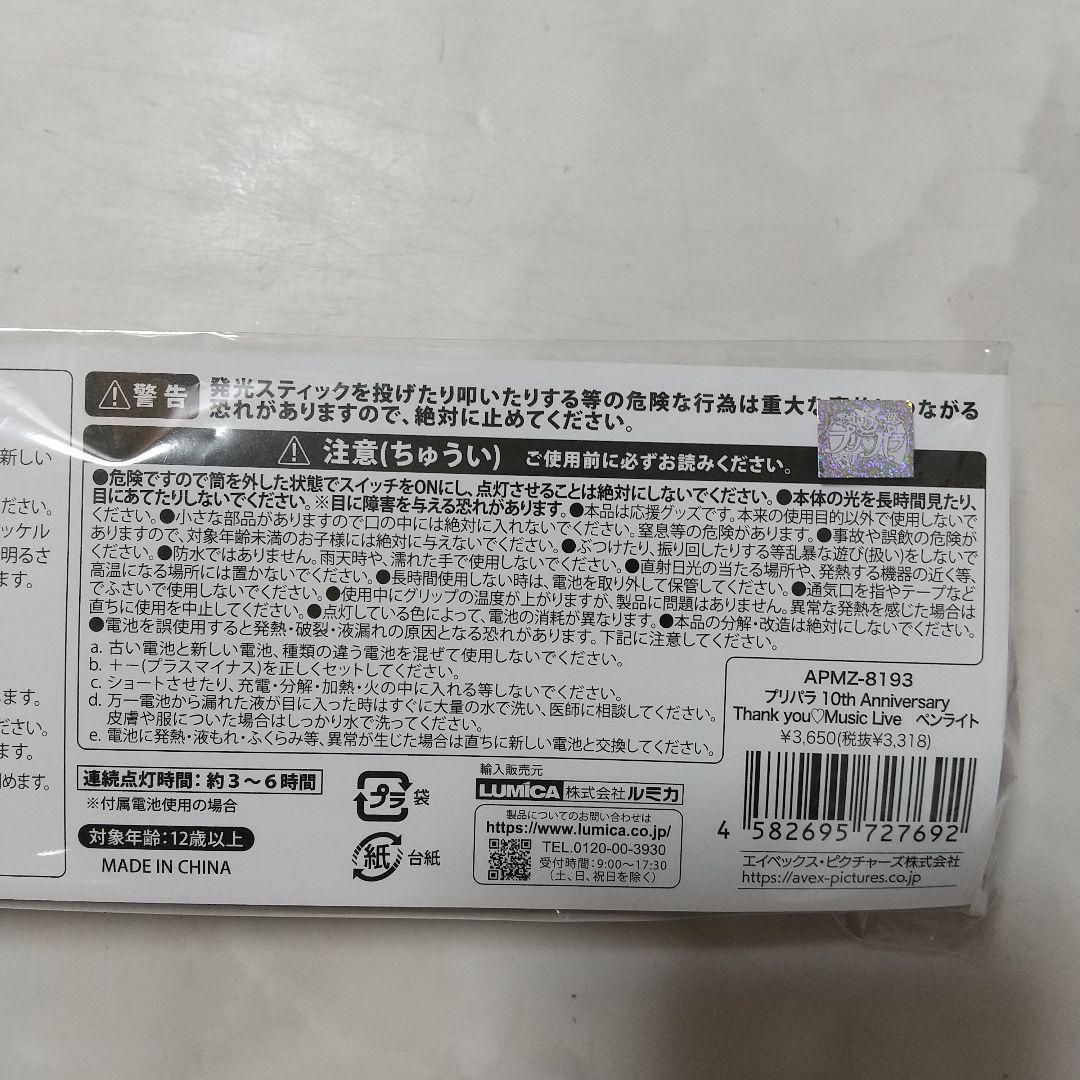 新しい
ださい。
ッケル
明るさ
ます。
ます。
ださい。
ます。
めます。
警告
発光スティックを投げたり叩いたりする等の危険な行為は重大な ながる
恐れがありますので、絶対に止めてください。
注意(ちゅうい) ご使用前に必ずお読みください。
●危険ですので筒を外した状態でスイッチをONにし、点灯させることは絶対にしないでください。●本体の光を長時間見たり、
目にあてたりしないでください。※目に障害を与える恐れがあります。●本品は応援グッズです。本来の使用目的以外で使用しないで
ください。●小さな部品がありますので口の中には絶対に入れないでください。窒息等の危険があります。●事故や誤飲の危険が
ありますので、対象年齢未満のお子様には絶対に与えないでください。●ぶつけたり、振り回したりする等乱暴な遊び(扱い)をしないで
ください。●防水ではありません。雨天時や、濡れた手で使用しないでください。●直射日光の当たる場所や、発熱する機器の近く等、
高温になる場所には置かないでください。●長時間使用しない時は、電池を取り外して保管してください。●通気口を指やテープなど
でふさいで使用しないでください。●使用中にグリップの温度が上がりますが、製品に問題はありません。異常な発熱を感じた場合は
直ちに使用を中止してください。●点灯している色によって、電池の消耗が異なります。●本品の分解・改造は絶対にしないでください。
●電池を誤使用すると発熱・破裂・液漏れの原因となる恐れがあります。下記に注意してください。
a. 古い電池と新しい電池、種類の違う電池を混ぜて使用しないでください。
b. +－(プラスマイナス)を正しくセットしてください。
c. ショートさせたり、充電・分解・加熱・火の中に入れる等しないでください。
d. 万一電池から漏れた液が目に入った時はすぐに大量の水で洗い、医師に相談してください。
皮膚や服についた場合はしっかり水で洗ってください。
e. 電池に発熱・液もれ・ふくらみ等、異常が生じた場合は直ちに新しい電池と交換してください。
連続点灯時間：約3～6時間
※付属電池使用の場合
対象年齢：12歳以上
MADE IN CHINA
プラ 袋
紙 台紙
輸入販売元
LUMICA 株式会社ルミカ
製品についてのお問い合わせは
https://www.lumica.co.jp/
TEL.0120-00-3930
受付時間：9:00～17:30
(土、日、祝日を除く)
プリパラ
APMZ-8193
プリパラ 10th Anniversary
Thank you♡Music Live ペンライト
¥3,650(税抜¥3,318)
4 582695 727692
エイベックス・ピクチャーズ株式会社
https://avex-pictures.co.jp